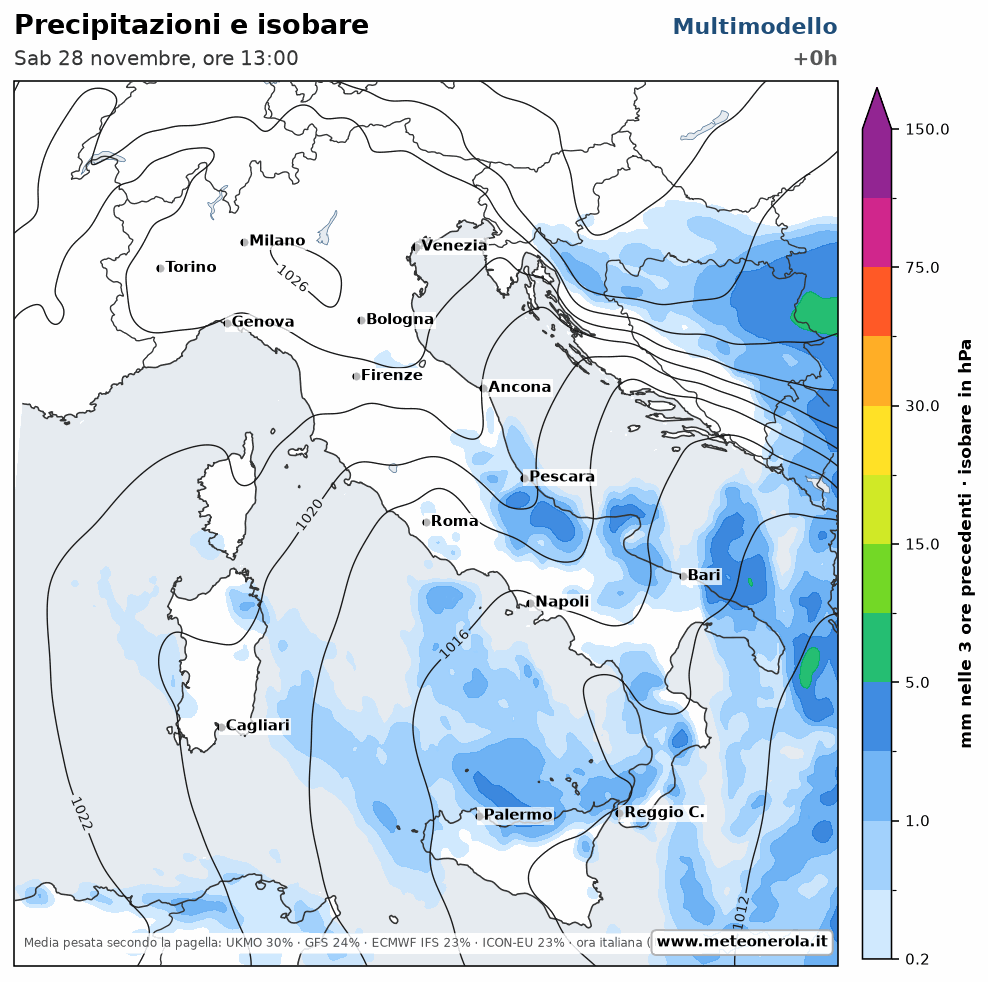 Precipitazioni e isobare
Multimodello
Sab 28 novembre, ore 13:00
+0h
150.0
75.0
30.0
15.0
5.0
1.0
0.2
mm nelle 3 ore precedenti · isobare in hPa
Milano
Venezia
Torino
1026
Genova
Bologna
Firenze
Ancona
Pescara
1020
Roma
Bari
Napoli
1016
Cagliari
1022
Palermo
Reggio C.
1012
Media pesata secondo la pagella: UKMO 30% · GFS 24% · ECMWF IFS 23% · ICON-EU 23% · ora italiana (
www.meteonerola.it